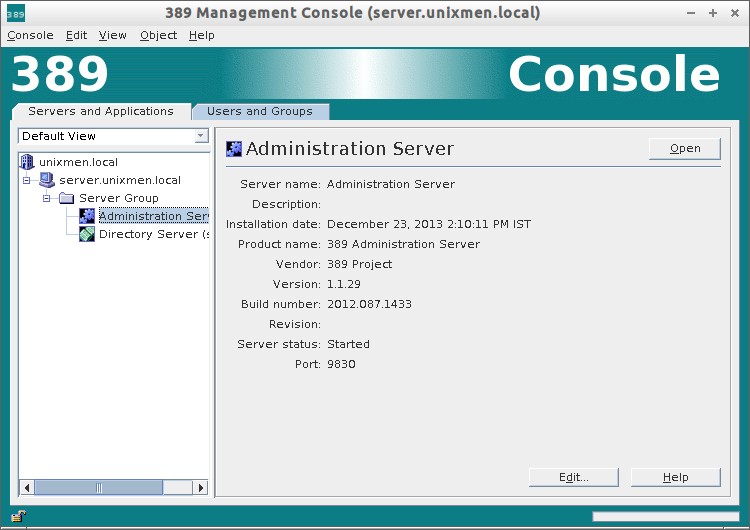 389
389 Management Console (server.unixmen.local)
Console Edit View Object Help
389 Console
Servers and Applications
Users and Groups
Default View
unixmen.local
server.unixmen.local
Server Group
Administration Ser
Directory Server (s
Administration Server
Open
Server name: Administration Server
Description:
Installation date: December 23, 2013 2:10:11 PM IST
Product name: 389 Administration Server
Vendor: 389 Project
Version: 1.1.29
Build number: 2012.087.1433
Revision:
Server status: Started
Port: 9830
Edit...
Help